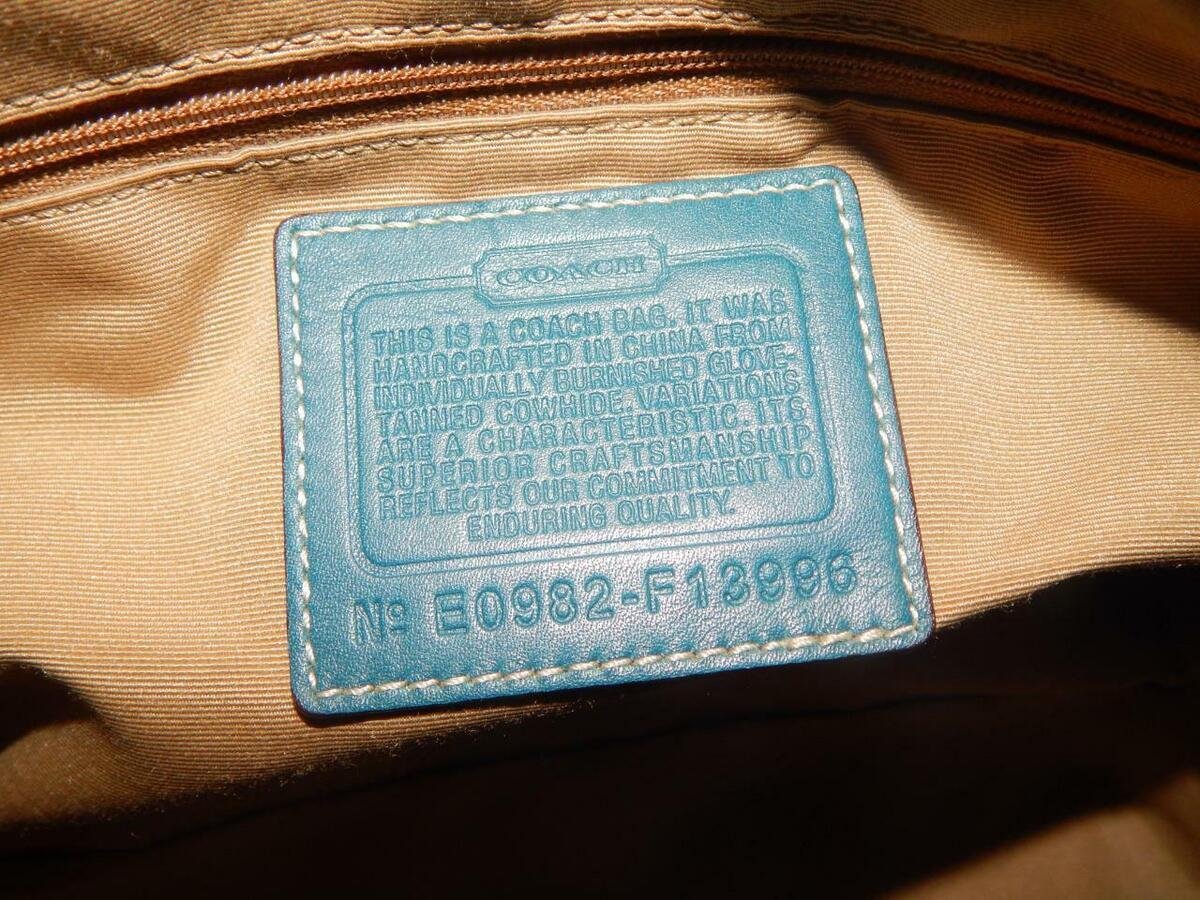 COACH
THIS IS A COACH BAG. IT WAS
HANDCRAFTED IN CHINA FROM
INDIVIDUALLY BURNISHED GLOVE-
TANNED COWHIDE. VARIATIONS
ARE A CHARACTERISTIC. ITS
SUPERIOR CRAFTSMANSHIP
REFLECTS OUR COMMITMENT TO
ENDURING QUALITY.
Nº E0982-F13996